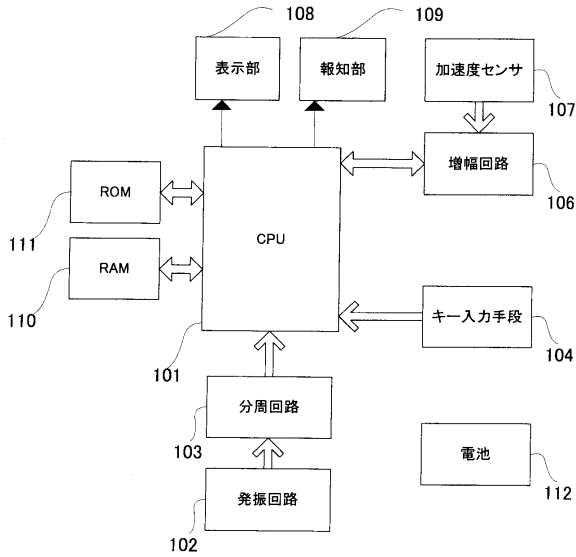 108
109
表示部
報知部
加速度センサ
107
増幅回路
106
ROM
111
CPU
RAM
110
キー入力手段
104
101
分周回路
103
電池
112
発振回路
102